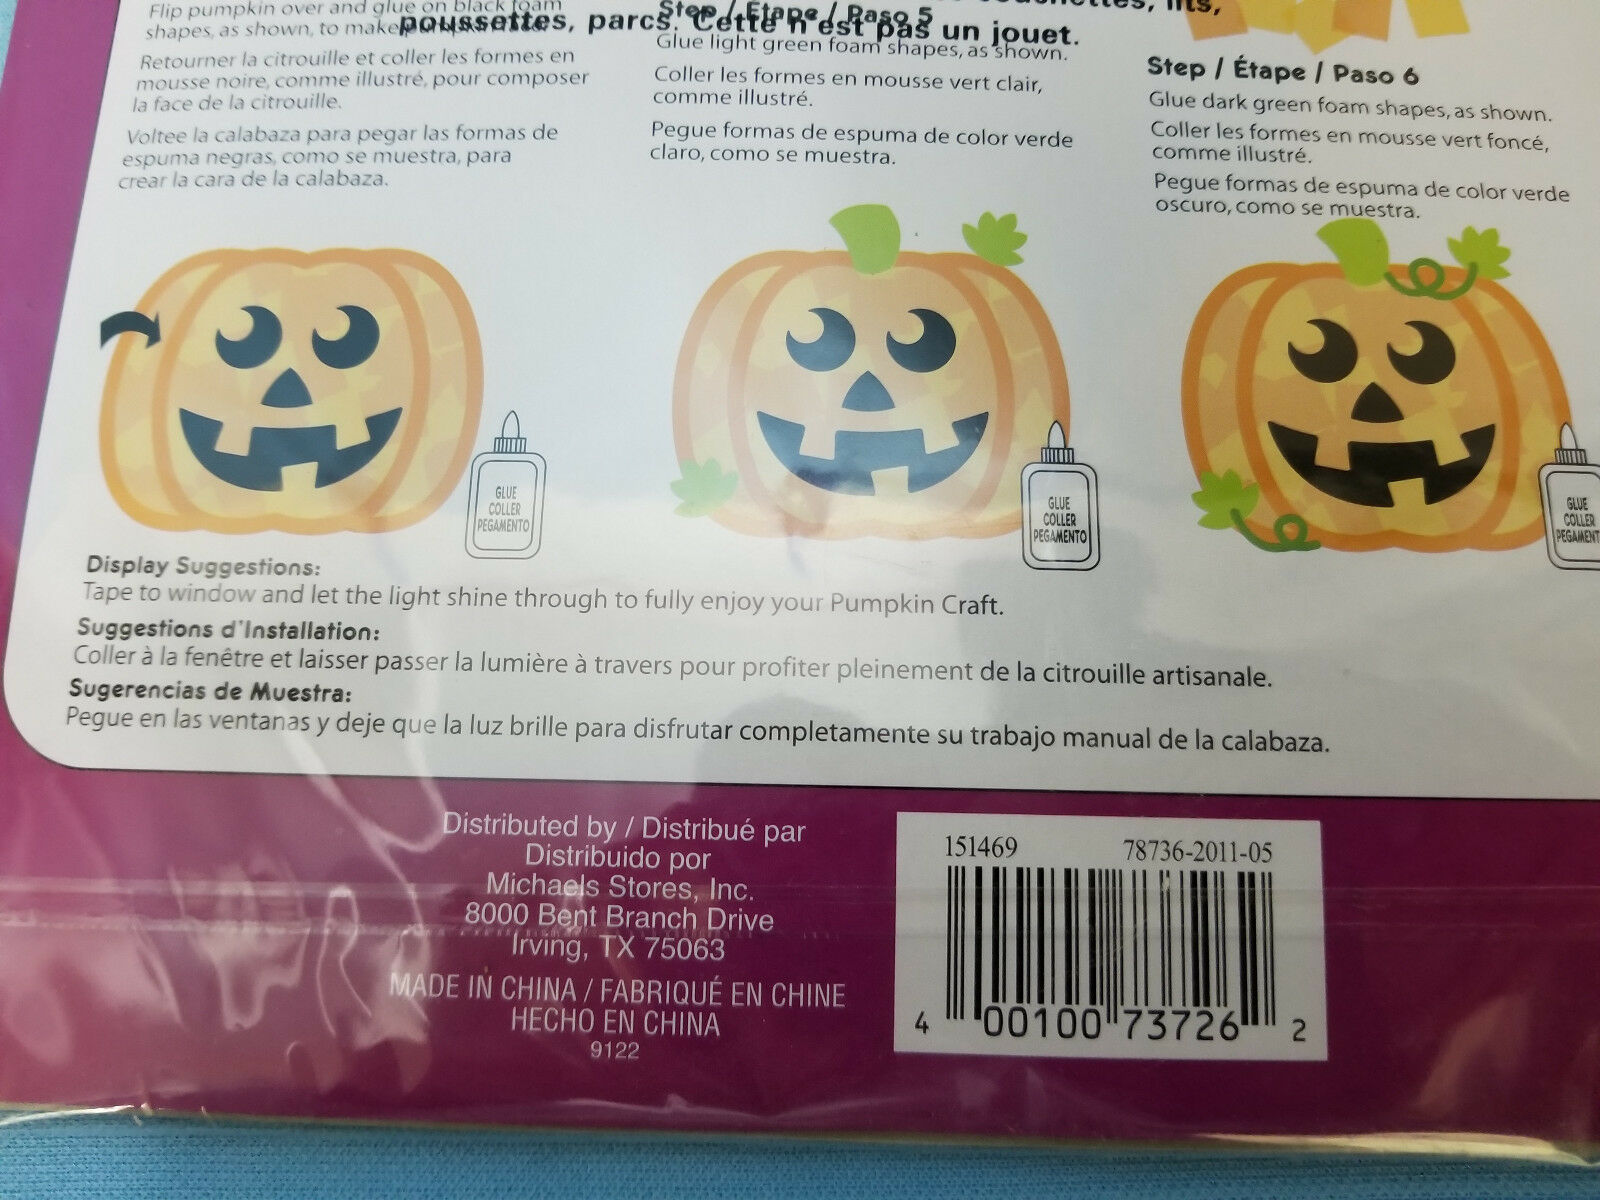 Flip pumpkin over and glue on black foam
shapes, as shown, to make
Retourner la citrouille et coller les formes en
mousse noire, comme illustré, pour composer
la face de la citrouille.
Voltee la calabaza para pegar las formas de
espuma negras, como se muestra, para
crear la cara de la calabaza.
poussettes, parcs. Cette n'est pas un jouet.
Step / Étape / Paso 5
Glue light green foam shapes, as shown.
Coller les formes en mousse vert clair,
comme illustré.
Pegue formas de espuma de color verde
claro, como se muestra.
Step / Étape / Paso 6
Glue dark green foam shapes, as shown.
Coller les formes en mousse vert foncé,
comme illustré.
Pegue formas de espuma de color verde
oscuro, como se muestra.
GLUE
COLLER
PEGAMENTO
GLUE
COLLER
PEGAMENTO
GLUE
COLLER
PEGAMENT
Display Suggestions:
Tape to window and let the light shine through to fully enjoy your Pumpkin Craft.
Suggestions d'Installation:
Coller à la fenêtre et laisser passer la lumière à travers pour profiter pleinement de la citrouille artisanale.
Sugerencias de Muestra:
Pegue en las ventanas y deje que la luz brille para disfrutar completamente su trabajo manual de la calabaza.
Distributed by / Distribué par
Distribuido por
Michaels Stores, Inc.
8000 Bent Branch Drive
Irving, TX 75063
MADE IN CHINA / FABRIQUÉ EN CHINE
HECHO EN CHINA
9122
151469 78736-2011-05
4 00100 73726 2